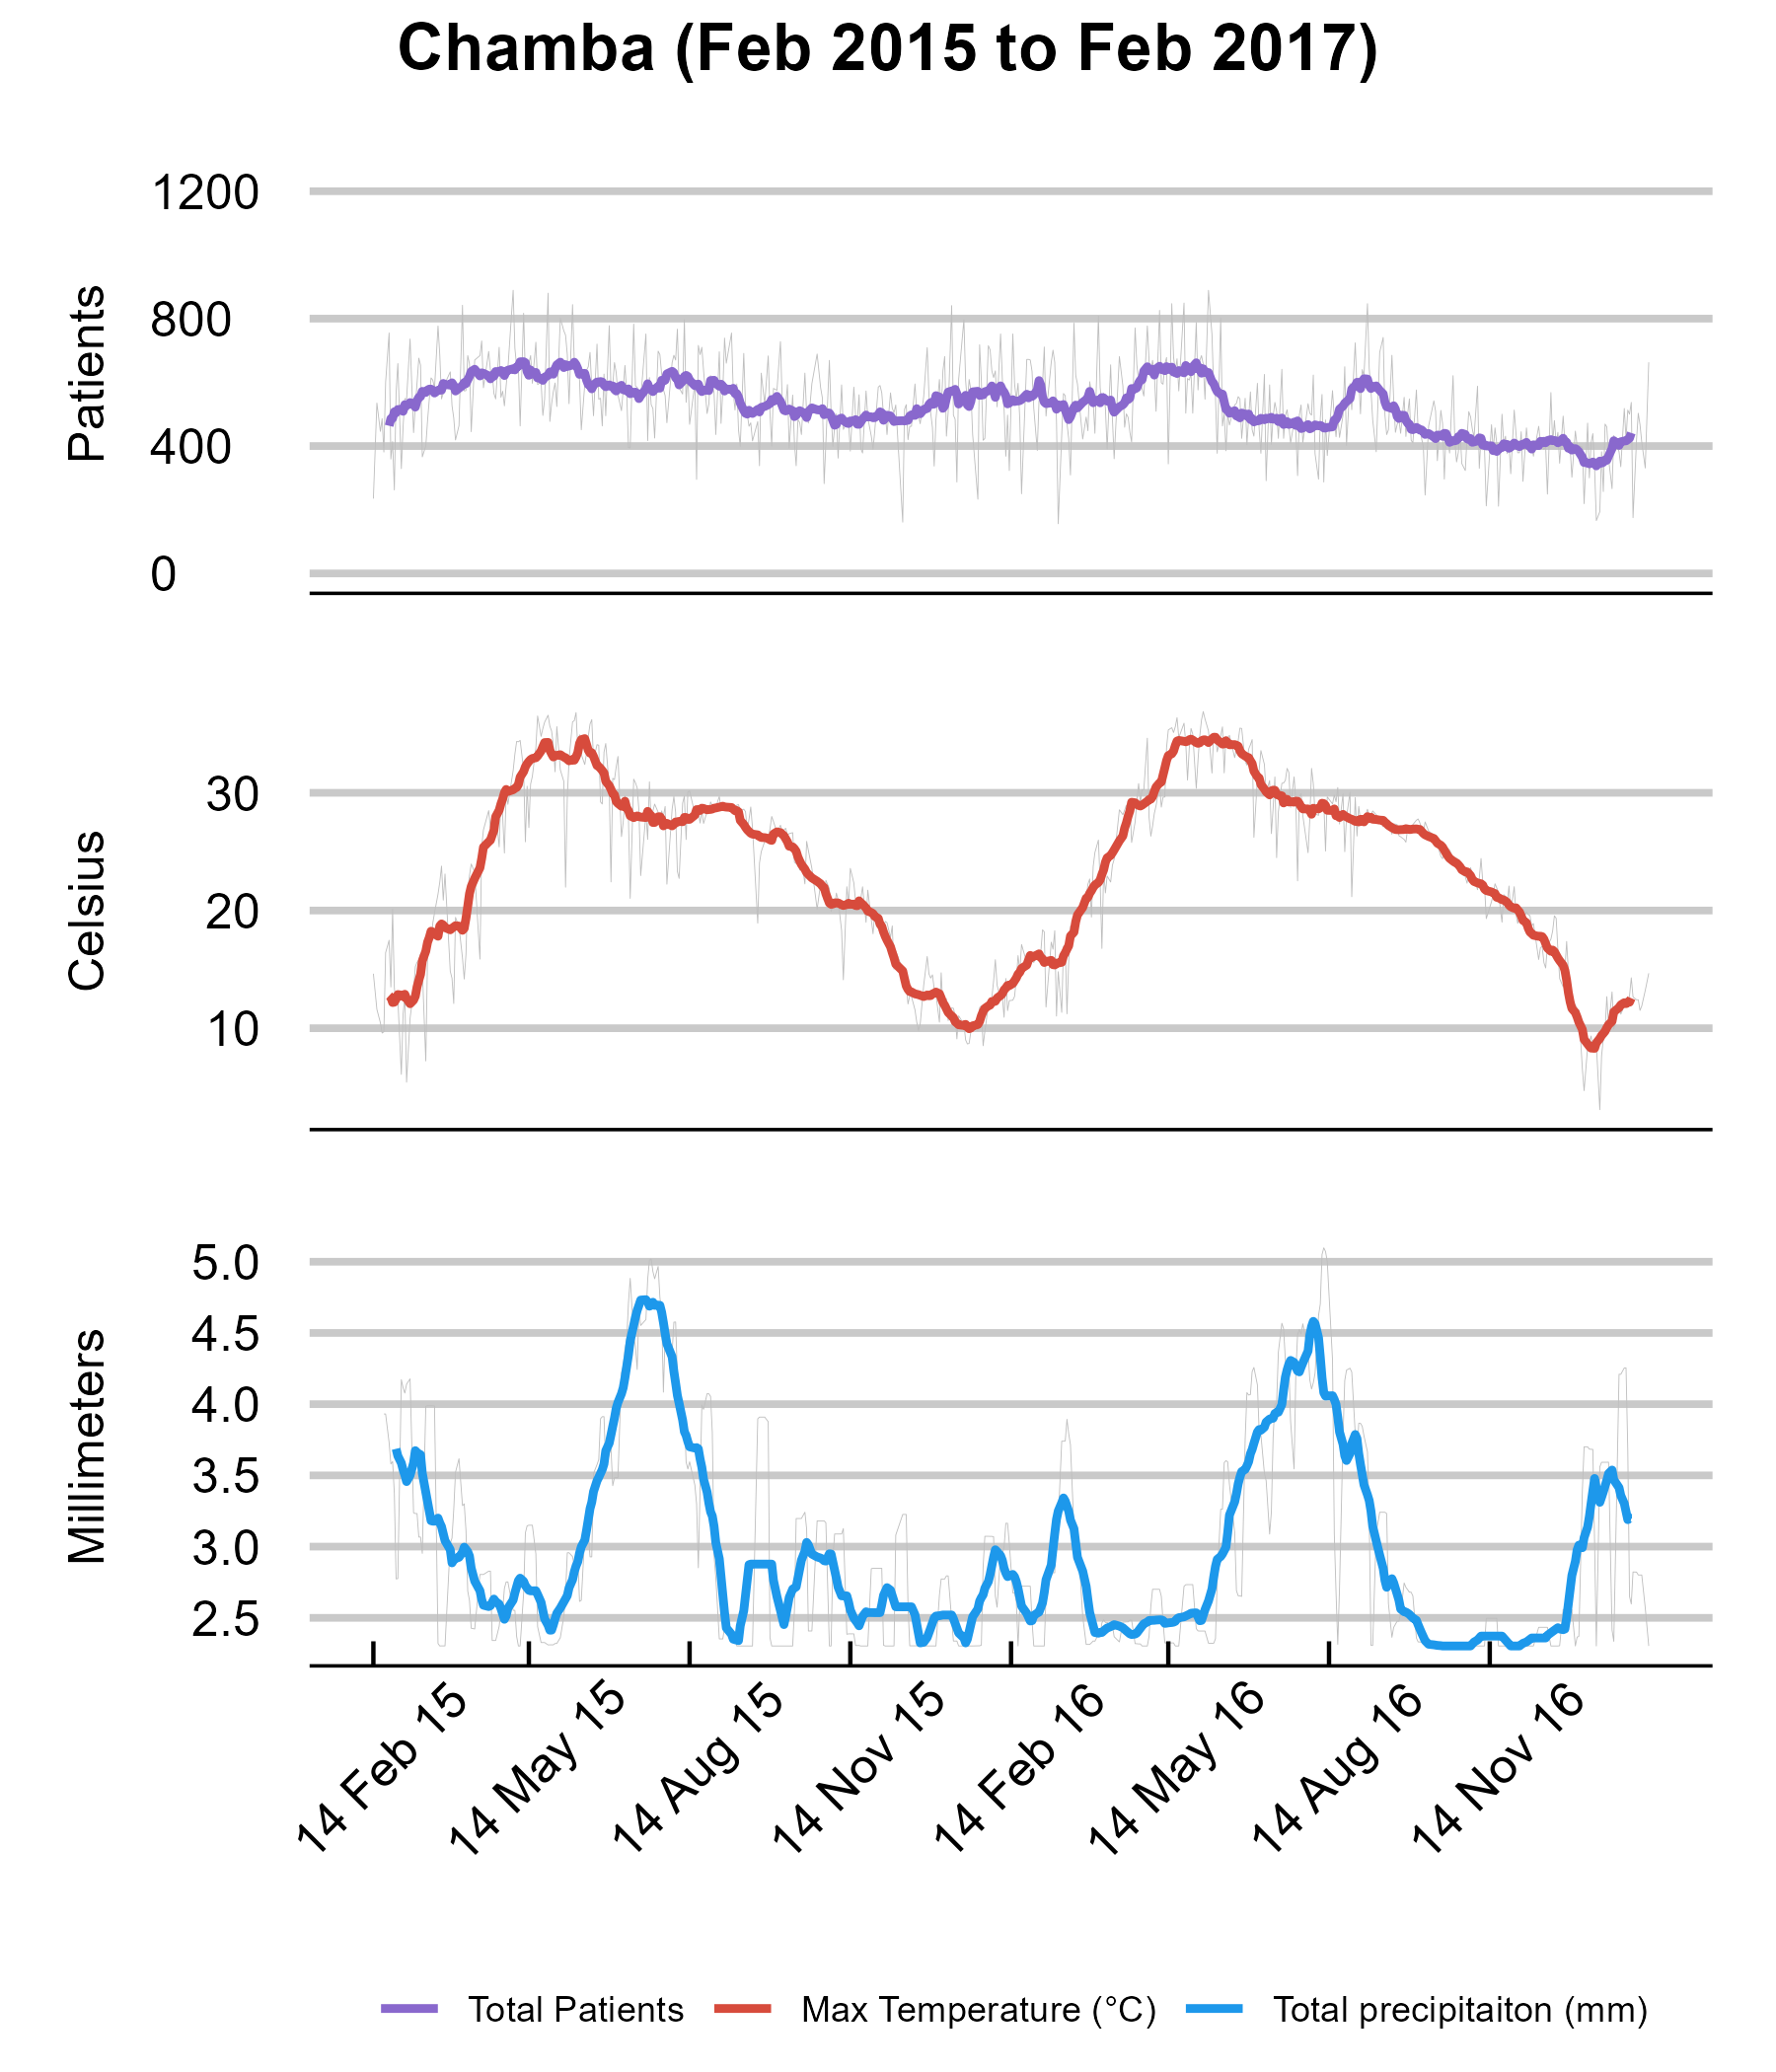 Chamba (Feb 2015 to Feb 2017)
Patients
1200
800
400
0
Celsius
30
20
10
Millimeters
5.0
4.5
4.0
3.5
3.0
2.5
14 Feb 15
14 May 15
14 Aug 15
14 Nov 15
14 Feb 16
14 May 16
14 Aug 16
14 Nov 16
Total Patients
Max Temperature (°C)
Total precipitaiton (mm)